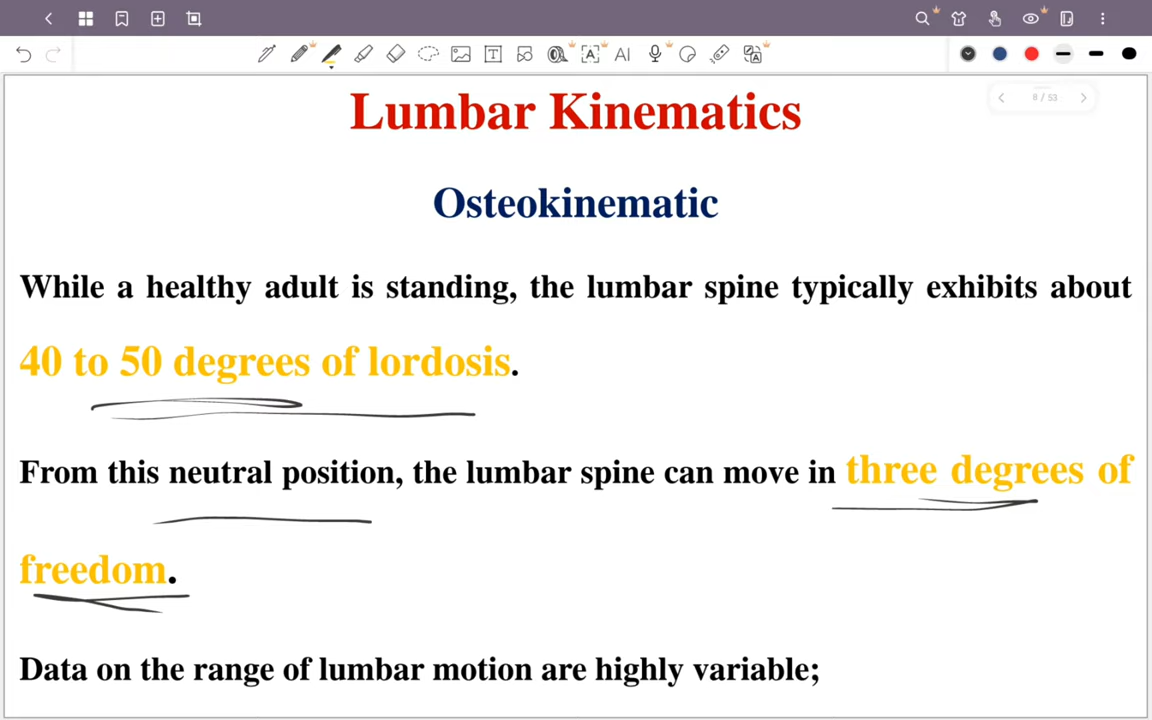 8 / 53
Lumbar Kinematics
Osteokinematic
While a healthy adult is standing, the lumbar spine typically exhibits about
40 to 50 degrees of lordosis.
From this neutral position, the lumbar spine can move in three degrees of
freedom.
Data on the range of lumbar motion are highly variable;